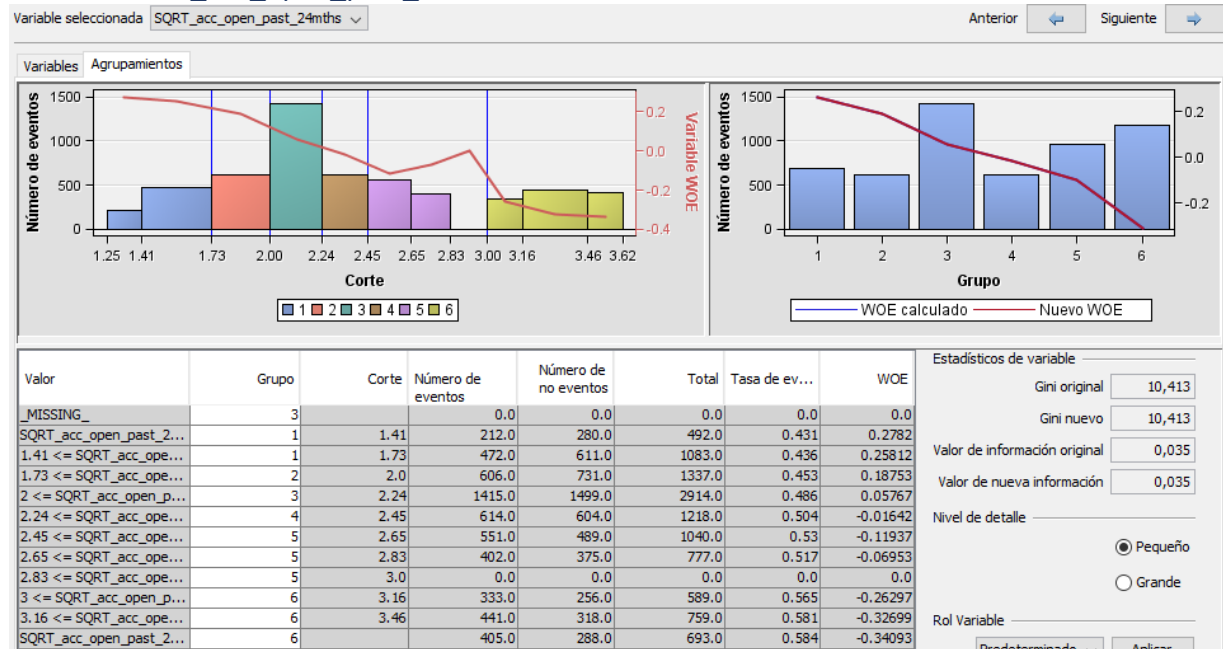 Variable seleccionada SQRT_acc_open_past_24mths Anterior Siguiente
Variables Agrupamientos
Número de eventos
1500
1000
500
0
0.2
0.0
-0.2
-0.4
Variable WOE
1.25 1.41 1.73 2.00 2.24 2.45 2.65 2.83 3.00 3.16 3.46 3.62
Corte
1 2 3 4 5 6
Número de eventos
1500
1000
500
0
0.2
0.0
-0.2
1 2 3 4 5 6
Grupo
WOE calculado Nuevo WOE
Valor Grupo Corte Número de eventos Número de no eventos Total Tasa de ev... WOE
_MISSING_ 3 0.0 0.0 0.0 0.0 0.0
SQRT_acc_open_past_2... 1 1.41 212.0 280.0 492.0 0.431 0.2782
1.41 <= SQRT_acc_ope... 1 1.73 472.0 611.0 1083.0 0.436 0.25812
1.73 <= SQRT_acc_ope... 2 2.0 606.0 731.0 1337.0 0.453 0.18753
2 <= SQRT_acc_open_p... 3 2.24 1415.0 1499.0 2914.0 0.486 0.05767
2.24 <= SQRT_acc_ope... 4 2.45 614.0 604.0 1218.0 0.504 -0.01642
2.45 <= SQRT_acc_ope... 5 2.65 551.0 489.0 1040.0 0.53 -0.11937
2.65 <= SQRT_acc_ope... 5 2.83 402.0 375.0 777.0 0.517 -0.06953
2.83 <= SQRT_acc_ope... 5 3.0 0.0 0.0 0.0 0.0 0.0
3 <= SQRT_acc_open_p... 6 3.16 333.0 256.0 589.0 0.565 -0.26297
3.16 <= SQRT_acc_ope... 6 3.46 441.0 318.0 759.0 0.581 -0.32699
SQRT_acc_open_past_2... 6 405.0 288.0 693.0 0.584 -0.34093
Estadísticos de variable
Gini original 10,413
Gini nuevo 10,413
Valor de información original 0,035
Valor de nueva información 0,035
Nivel de detalle
Pequeño
Grande
Rol Variable
Predeterminado Aplicar